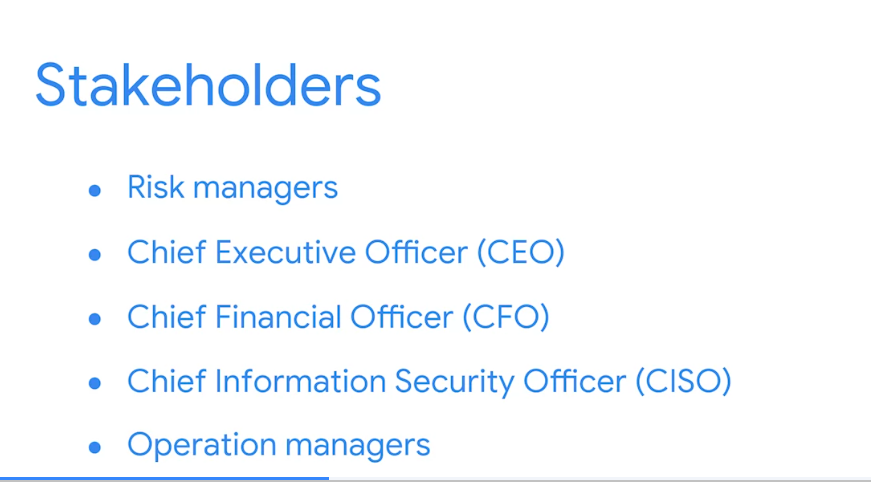 Stakeholders
• Risk managers
• Chief Executive Officer (CEO)
• Chief Financial Officer (CFO)
• Chief Information Security Officer (CISO)
• Operation managers